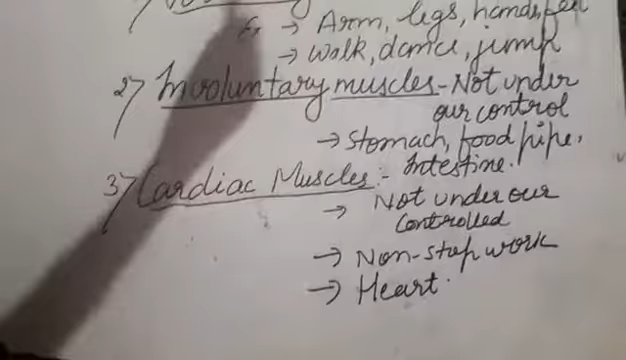 Ex → Arm, legs, hands, feet
→ Walk, dance, jump
2) Involuntary muscles - Not under
our control
→ Stomach, food pipe,
Intestine.
3) Cardiac Muscles :-
→ Not under our
Controlled
→ Non-stop work
→ Heart.